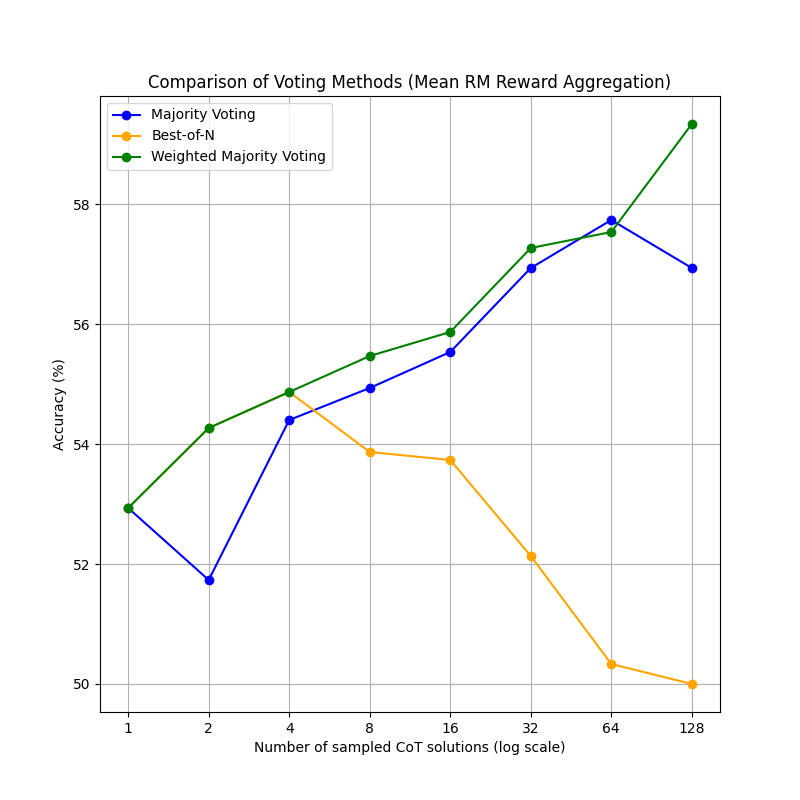 Comparison of Voting Methods (Mean RM Reward Aggregation)
Majority Voting
Best-of-N
Weighted Majority Voting
Accuracy (%)
58
56
54
52
50
1 2 4 8 16 32 64 128
Number of sampled CoT solutions (log scale)